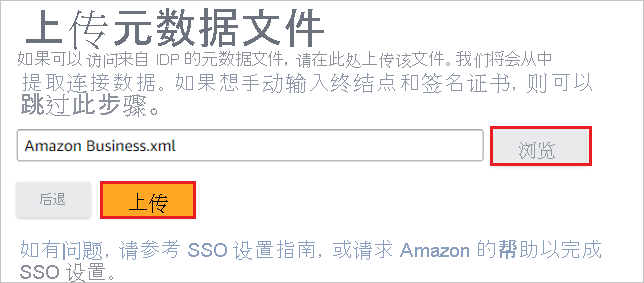 上传元数据文件
如果可以访问来自 IDP 的元数据文件，请在此处上传该文件。我们将会从中
提取连接数据。如果想手动输入终结点和签名证书，则可以
跳过此步骤。
Amazon Business.xml
浏览
后退
上传
如有问题，请参考 SSO 设置指南，或请求 Amazon 的帮助以完成
SSO 设置。